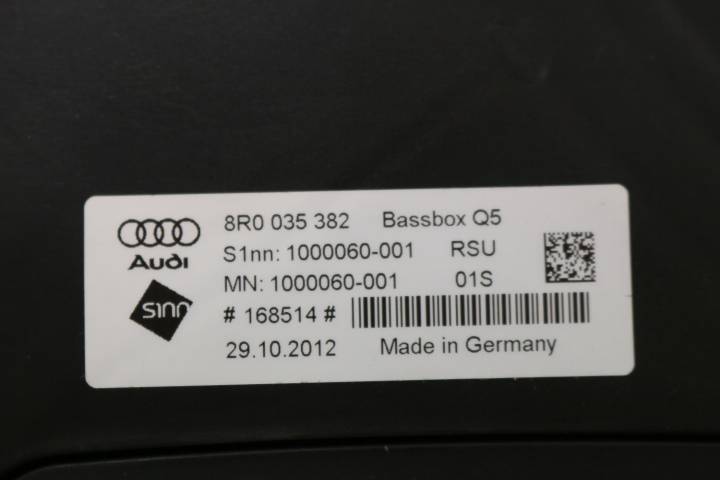 8R0 035 382 Bassbox Q5
Audi
S1nn: 1000060-001 RSU
MN: 1000060-001 01S
S1nn
# 168514 #
29.10.2012 Made in Germany